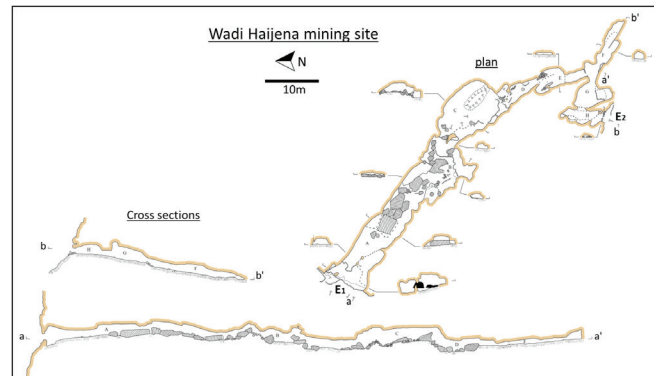 Wadi Haijena mining site
N
10m
plan
b'
a'
E2
b
C
E
G
H
F
A
E1
a
Cross sections
b
H
G
F
b'
a
A
B
C
D
a'